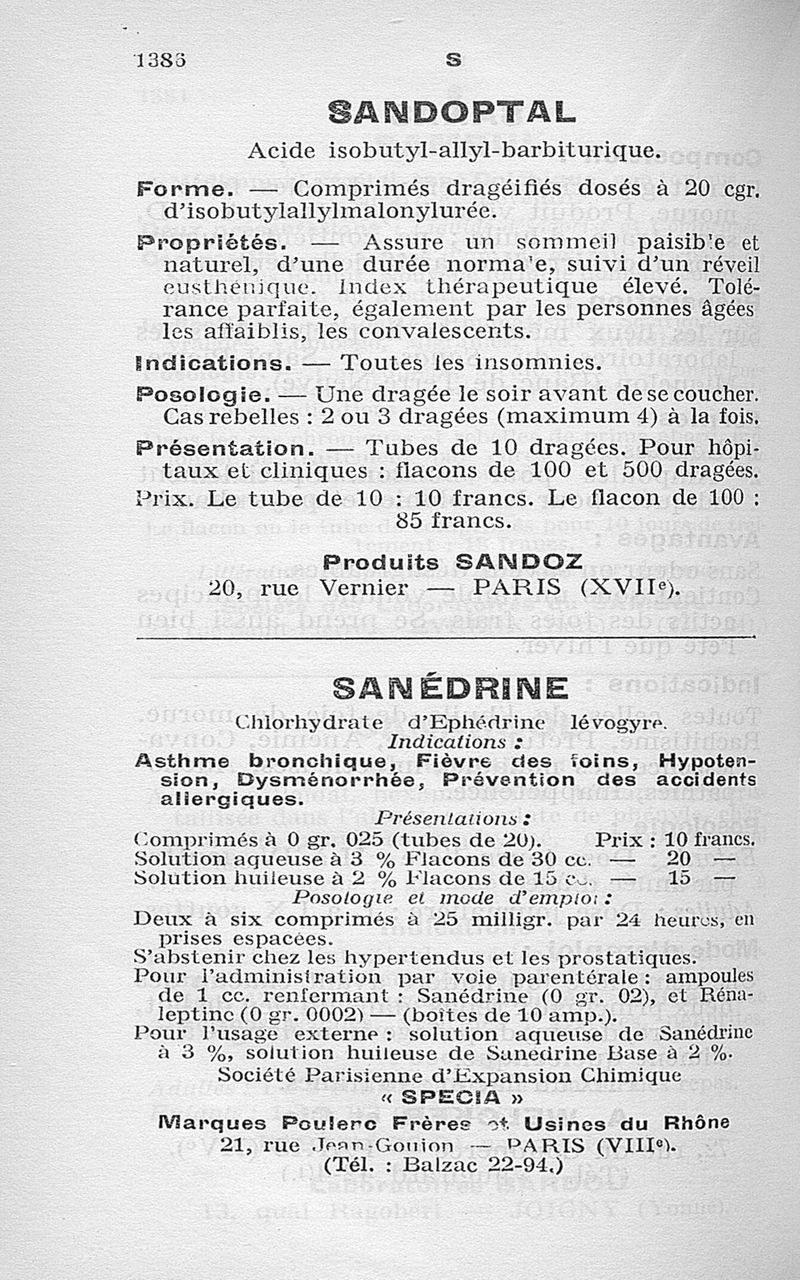 1386
S
SANDOPTAL
Acide isobutyl-allyl-barbiturique.
Forme. — Comprimés dragéifiés dosés à 20 cgr.
d'isobutylallylmalonylurée.
Propriétés. — Assure un sommeil paisible et
naturel, d'une durée normale, suivi d'un réveil
eusthénique. Index thérapeutique élevé. Tolé-
rance parfaite, également par les personnes âgées
les affaiblis, les convalescents.
Indications. — Toutes les insomnies.
Posologie. — Une dragée le soir avant de se coucher.
Cas rebelles : 2 ou 3 dragées (maximum 4) à la fois.
Présentation. — Tubes de 10 dragées. Pour hôpi-
taux et cliniques : flacons de 100 et 500 dragées.
Prix. Le tube de 10 : 10 francs. Le flacon de 100 :
85 francs.
Produits SANDOZ
20, rue Vernier — PARIS (XVIIe).
SANÉDRINE
Chlorhydrate d'Ephédrine lévogyre.
Indications :
Asthme bronchique, Fièvre des foins, Hypoten-
sion, Dysménorrhée, Prévention des accidents
allergiques.
Présentations :
Comprimés à 0 gr. 025 (tubes de 20). Prix : 10 francs.
Solution aqueuse à 3 % Flacons de 30 cc. — 20 —
Solution huileuse à 2 % Flacons de 15 cc. — 15 —
Posologie et mode d'emploi :
Deux à six comprimés à 25 milligr. par 24 heures, en
prises espacées.
S'abstenir chez les hypertendus et les prostatiques.
Pour l'administration par voie parentérale : ampoules
de 1 cc. renfermant : Sanédrine (0 gr. 02), et Réna-
leptine (0 gr. 0002) — (boîtes de 10 amp.).
Pour l'usage externe : solution aqueuse de Sanédrine
à 3 %, solution huileuse de Sanedrine Base à 2 %.
Société Parisienne d'Expansion Chimique
« SPECIA »
Marques Poulenc Frères et Usines du Rhône
21, rue Jean-Goujon — PARIS (VIIIe).
(Tél. : Balzac 22-94.)